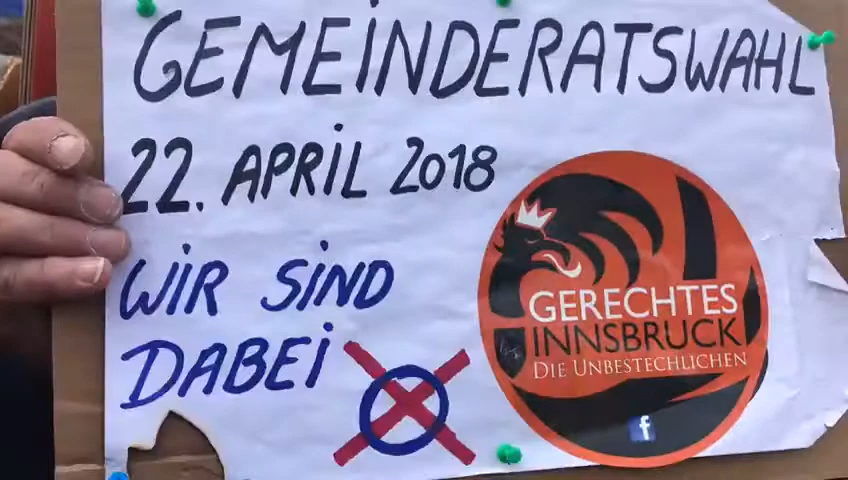 GEMEINDERATSWAHL
22. APRIL 2018
WIR SIND
DABEI
GERECHTES
INNSBRUCK
DIE UNBESTECHLICHEN
f